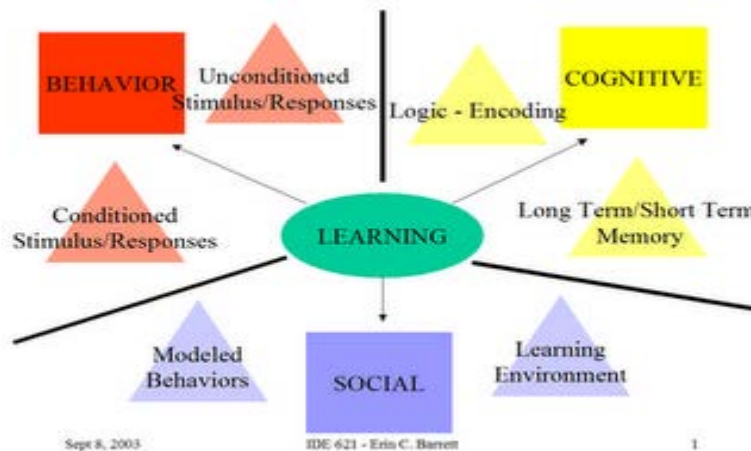 BEHAVIOR
Unconditioned
Stimulus/Responses
Logic - Encoding
COGNITIVE
Conditioned
Stimulus/Responses
LEARNING
Long Term/Short Term
Memory
Modeled
Behaviors
SOCIAL
Learning
Environment
Sept 8, 2003
IDE 621 - Erin C. Barrett
1